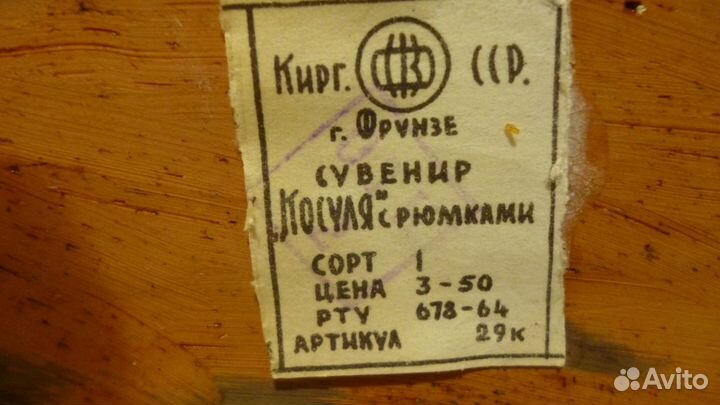 Кирг. ССР.
г. Фрунзе
СУВЕНИР
„КОСУЛЯ" С РЮМКАМИ
СОРТ 1
ЦЕНА 3-50
РТУ 678-64
АРТИКУЛ 29к
Avito